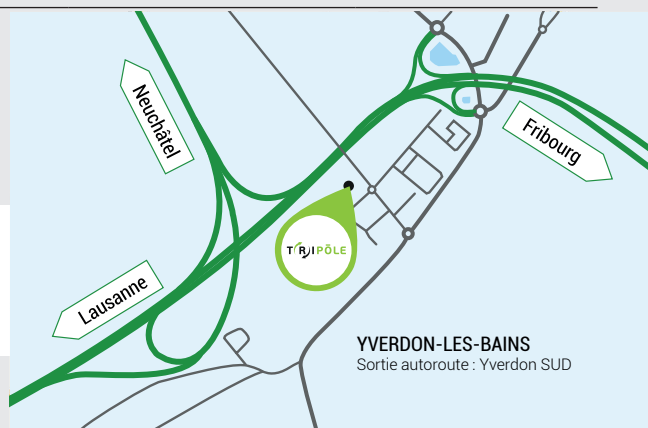 Neuchâtel
Fribourg
TRIPÔLE
Lausanne
YVERDON-LES-BAINS
Sortie autoroute : Yverdon SUD